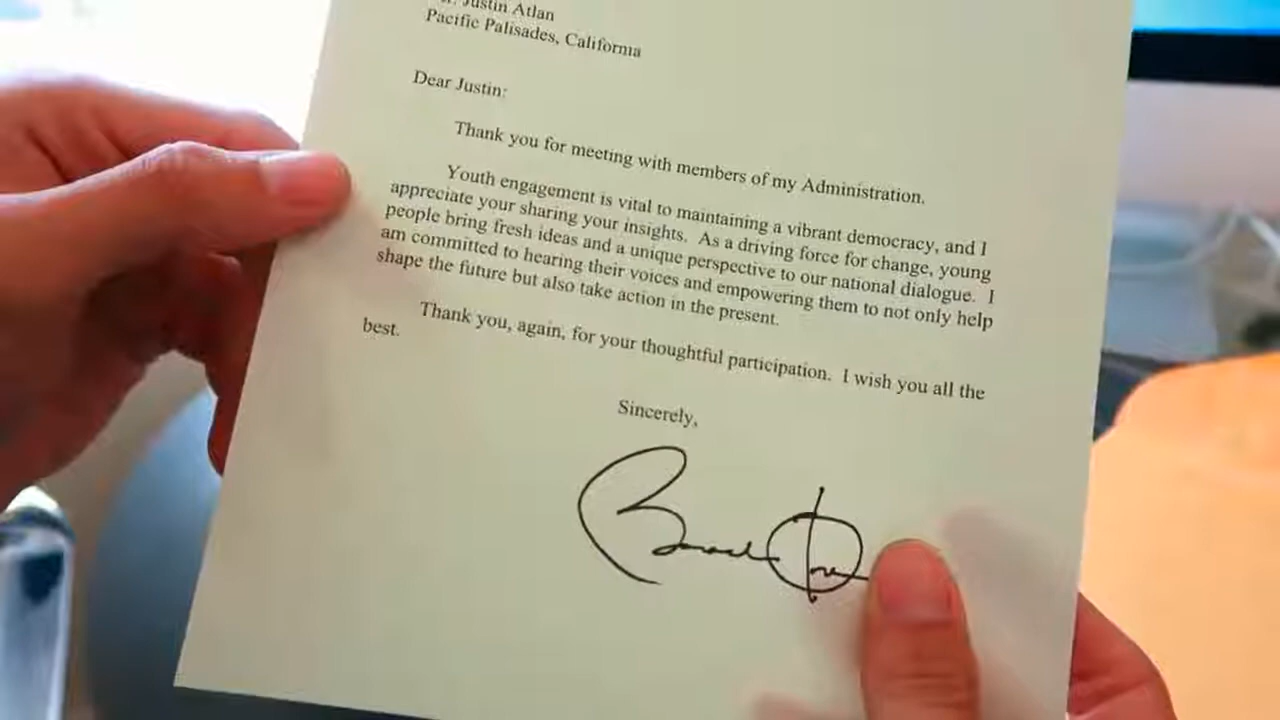 Justin Atlan
Pacific Palisades, California
Dear Justin:
Thank you for meeting with members of my Administration.
Youth engagement is vital to maintaining a vibrant democracy, and I
appreciate your sharing your insights. As a driving force for change, young
people bring fresh ideas and a unique perspective to our national dialogue. I
am committed to hearing their voices and empowering them to not only help
shape the future but also take action in the present.
Thank you, again, for your thoughtful participation. I wish you all the
best.
Sincerely,
Barack